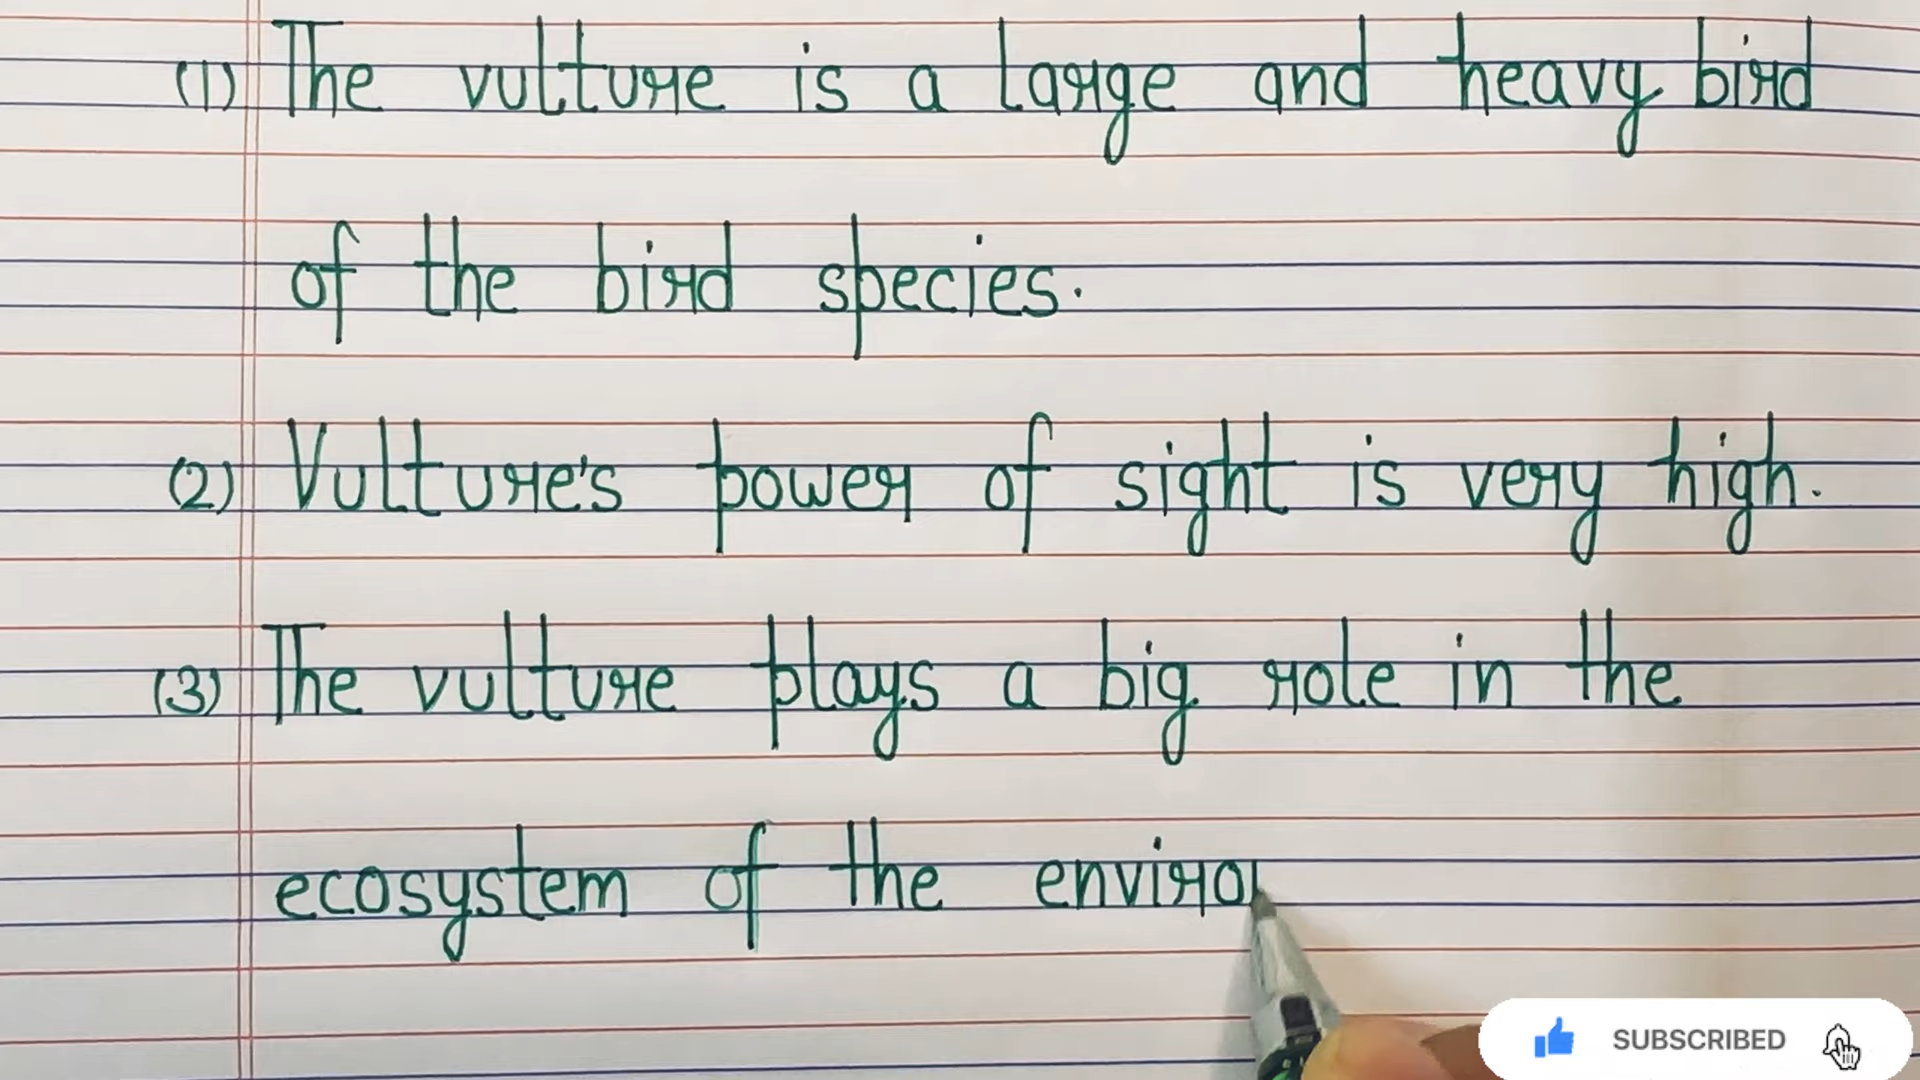 (1) The vulture is a large and heavy bird
of the bird species.
(2) Vulture's power of sight is very high.
(3) The vulture plays a big role in the
ecosystem of the enviro
SUBSCRIBED